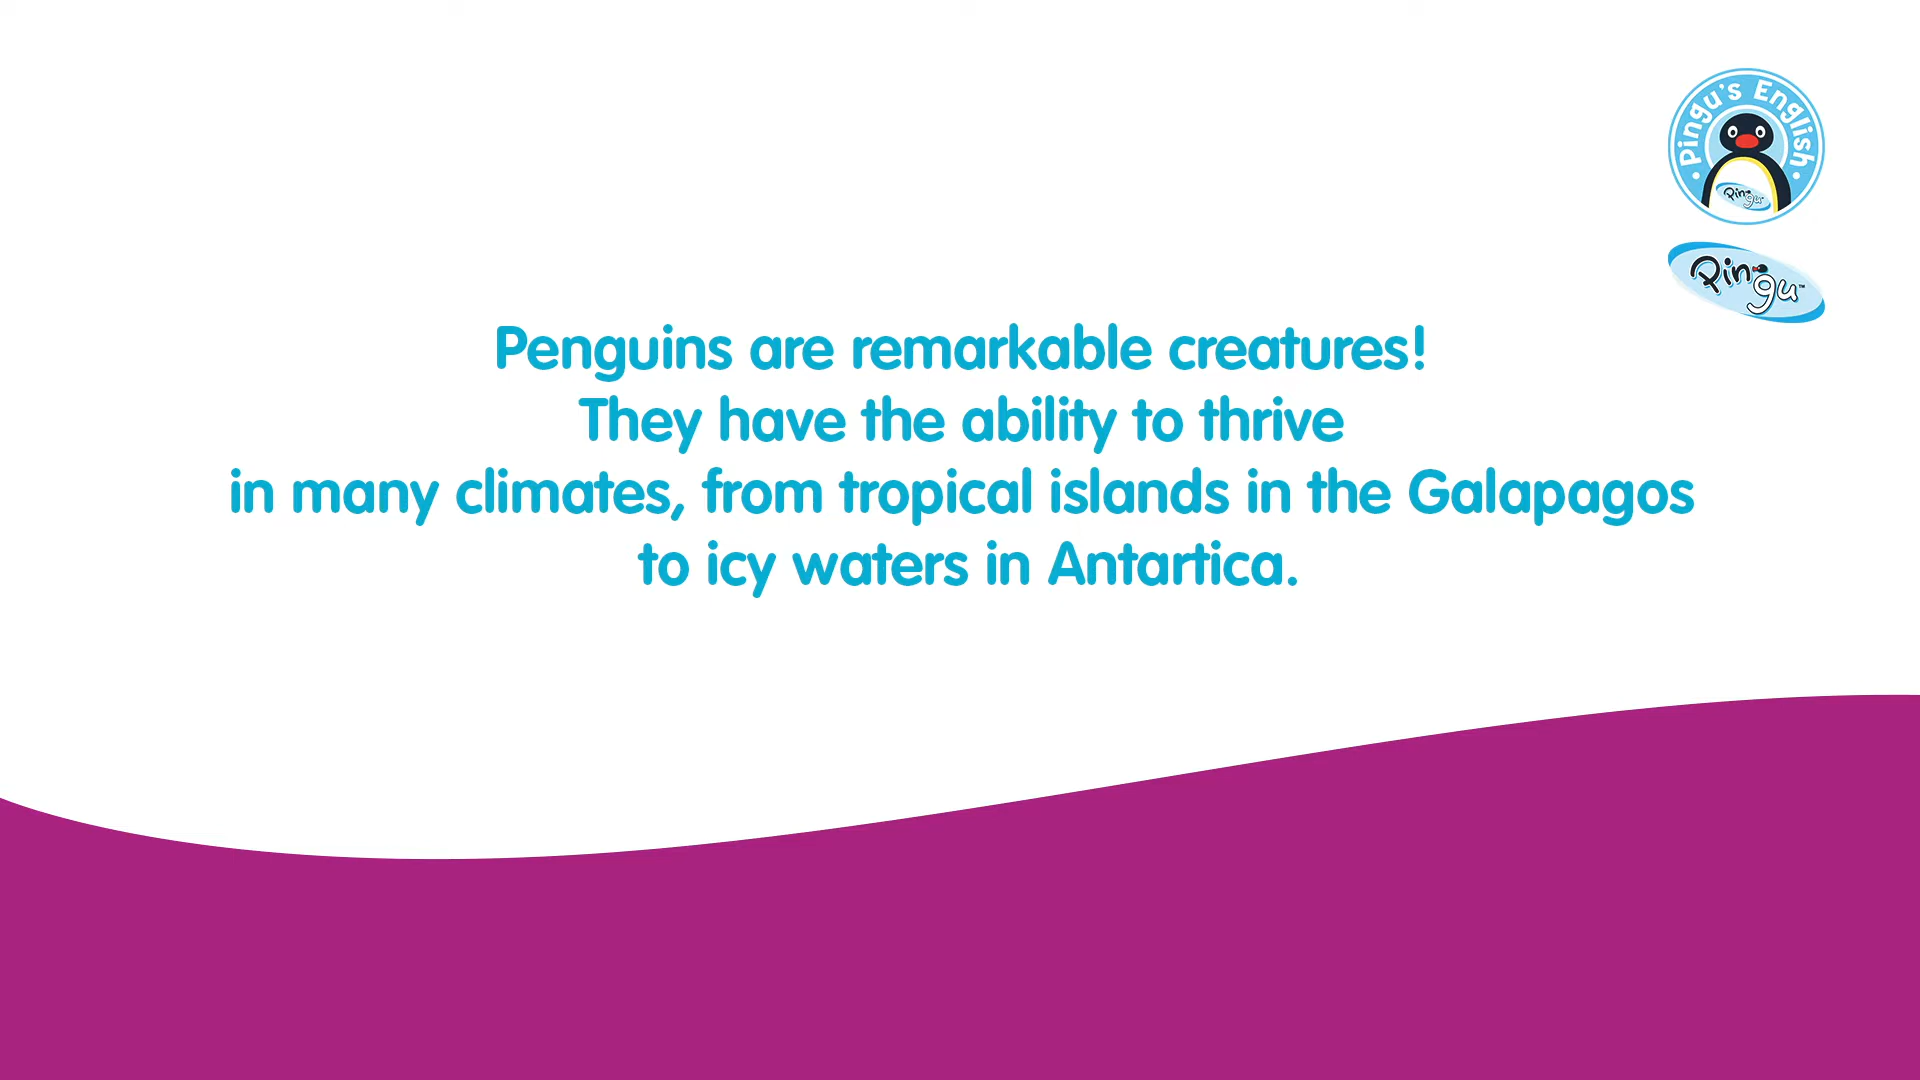 Pingu's English
Pingu
Pingu™
Penguins are remarkable creatures!
They have the ability to thrive
in many climates, from tropical islands in the Galapagos
to icy waters in Antartica.